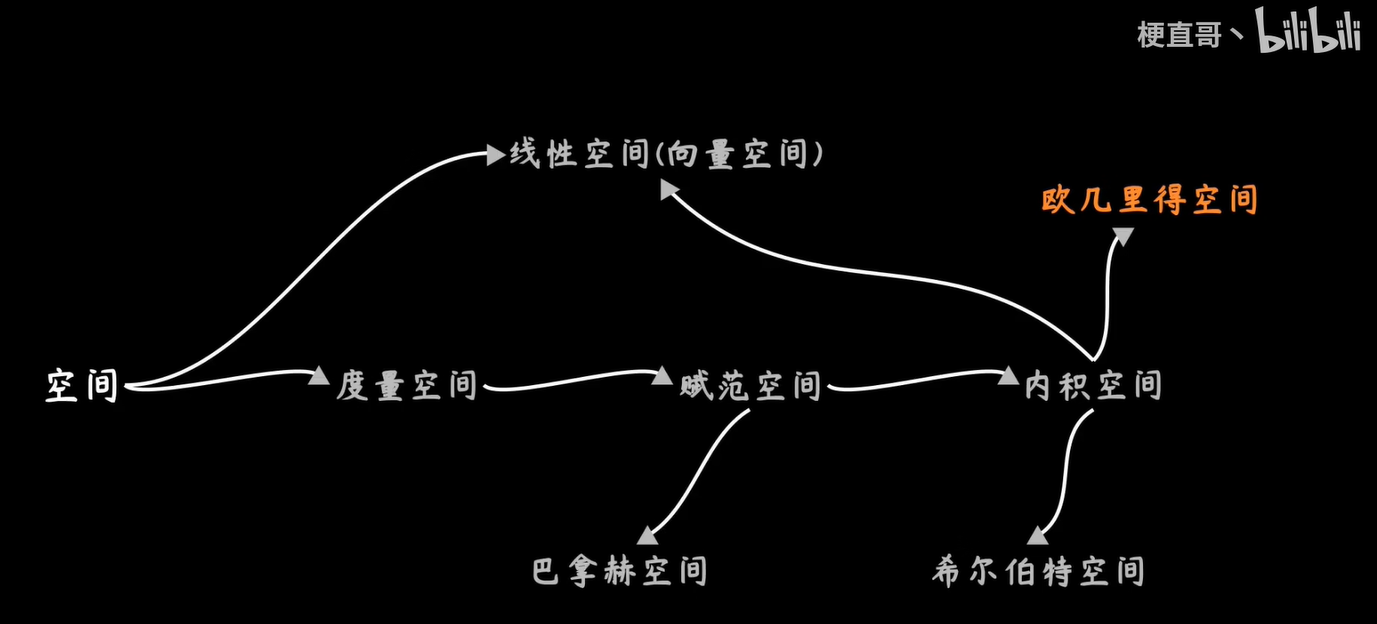 梗直哥丶 bilibili
线性空间(向量空间)
欧几里得空间
空间
度量空间
赋范空间
内积空间
巴拿赫空间
希尔伯特空间